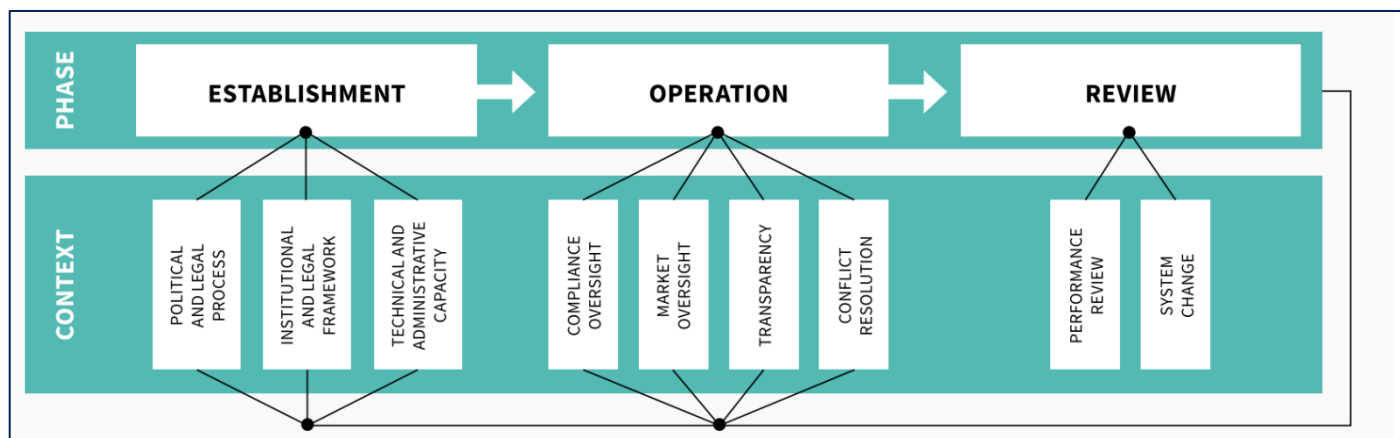 PHASE
ESTABLISHMENT
OPERATION
REVIEW
CONTEXT
POLITICAL
AND LEGAL
PROCESS
INSTITUTIONAL
AND LEGAL
FRAMEWORK
TECHNICAL AND
ADMINISTRATIVE
CAPACITY
COMPLIANCE
OVERSIGHT
MARKET
OVERSIGHT
TRANSPARENCY
CONFLICT
RESOLUTION
PERFORMANCE
REVIEW
SYSTEM
CHANGE